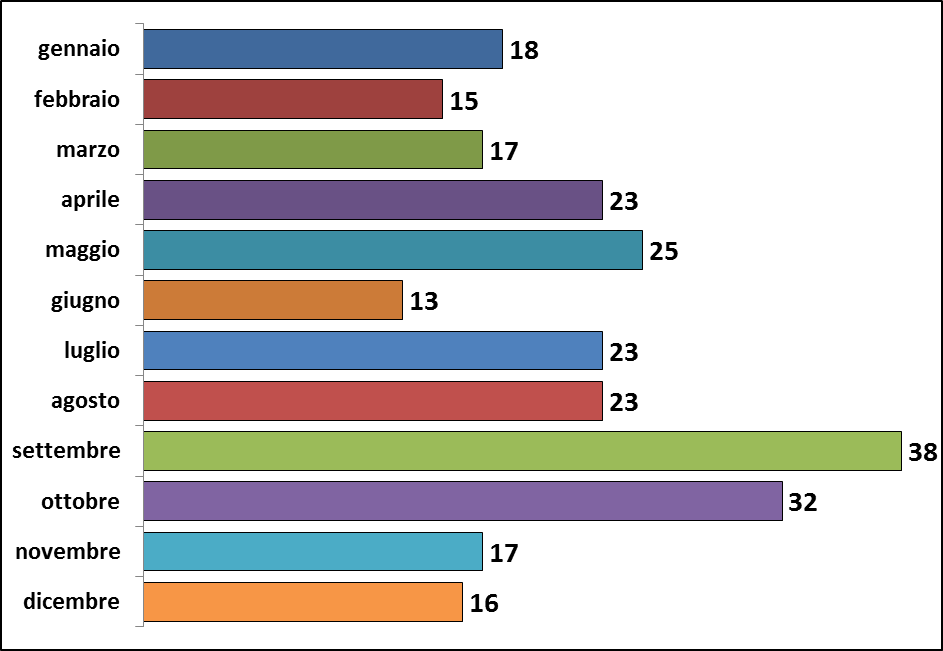 gennaio 18
febbraio 15
marzo 17
aprile 23
maggio 25
giugno 13
luglio 23
agosto 23
settembre 38
ottobre 32
novembre 17
dicembre 16